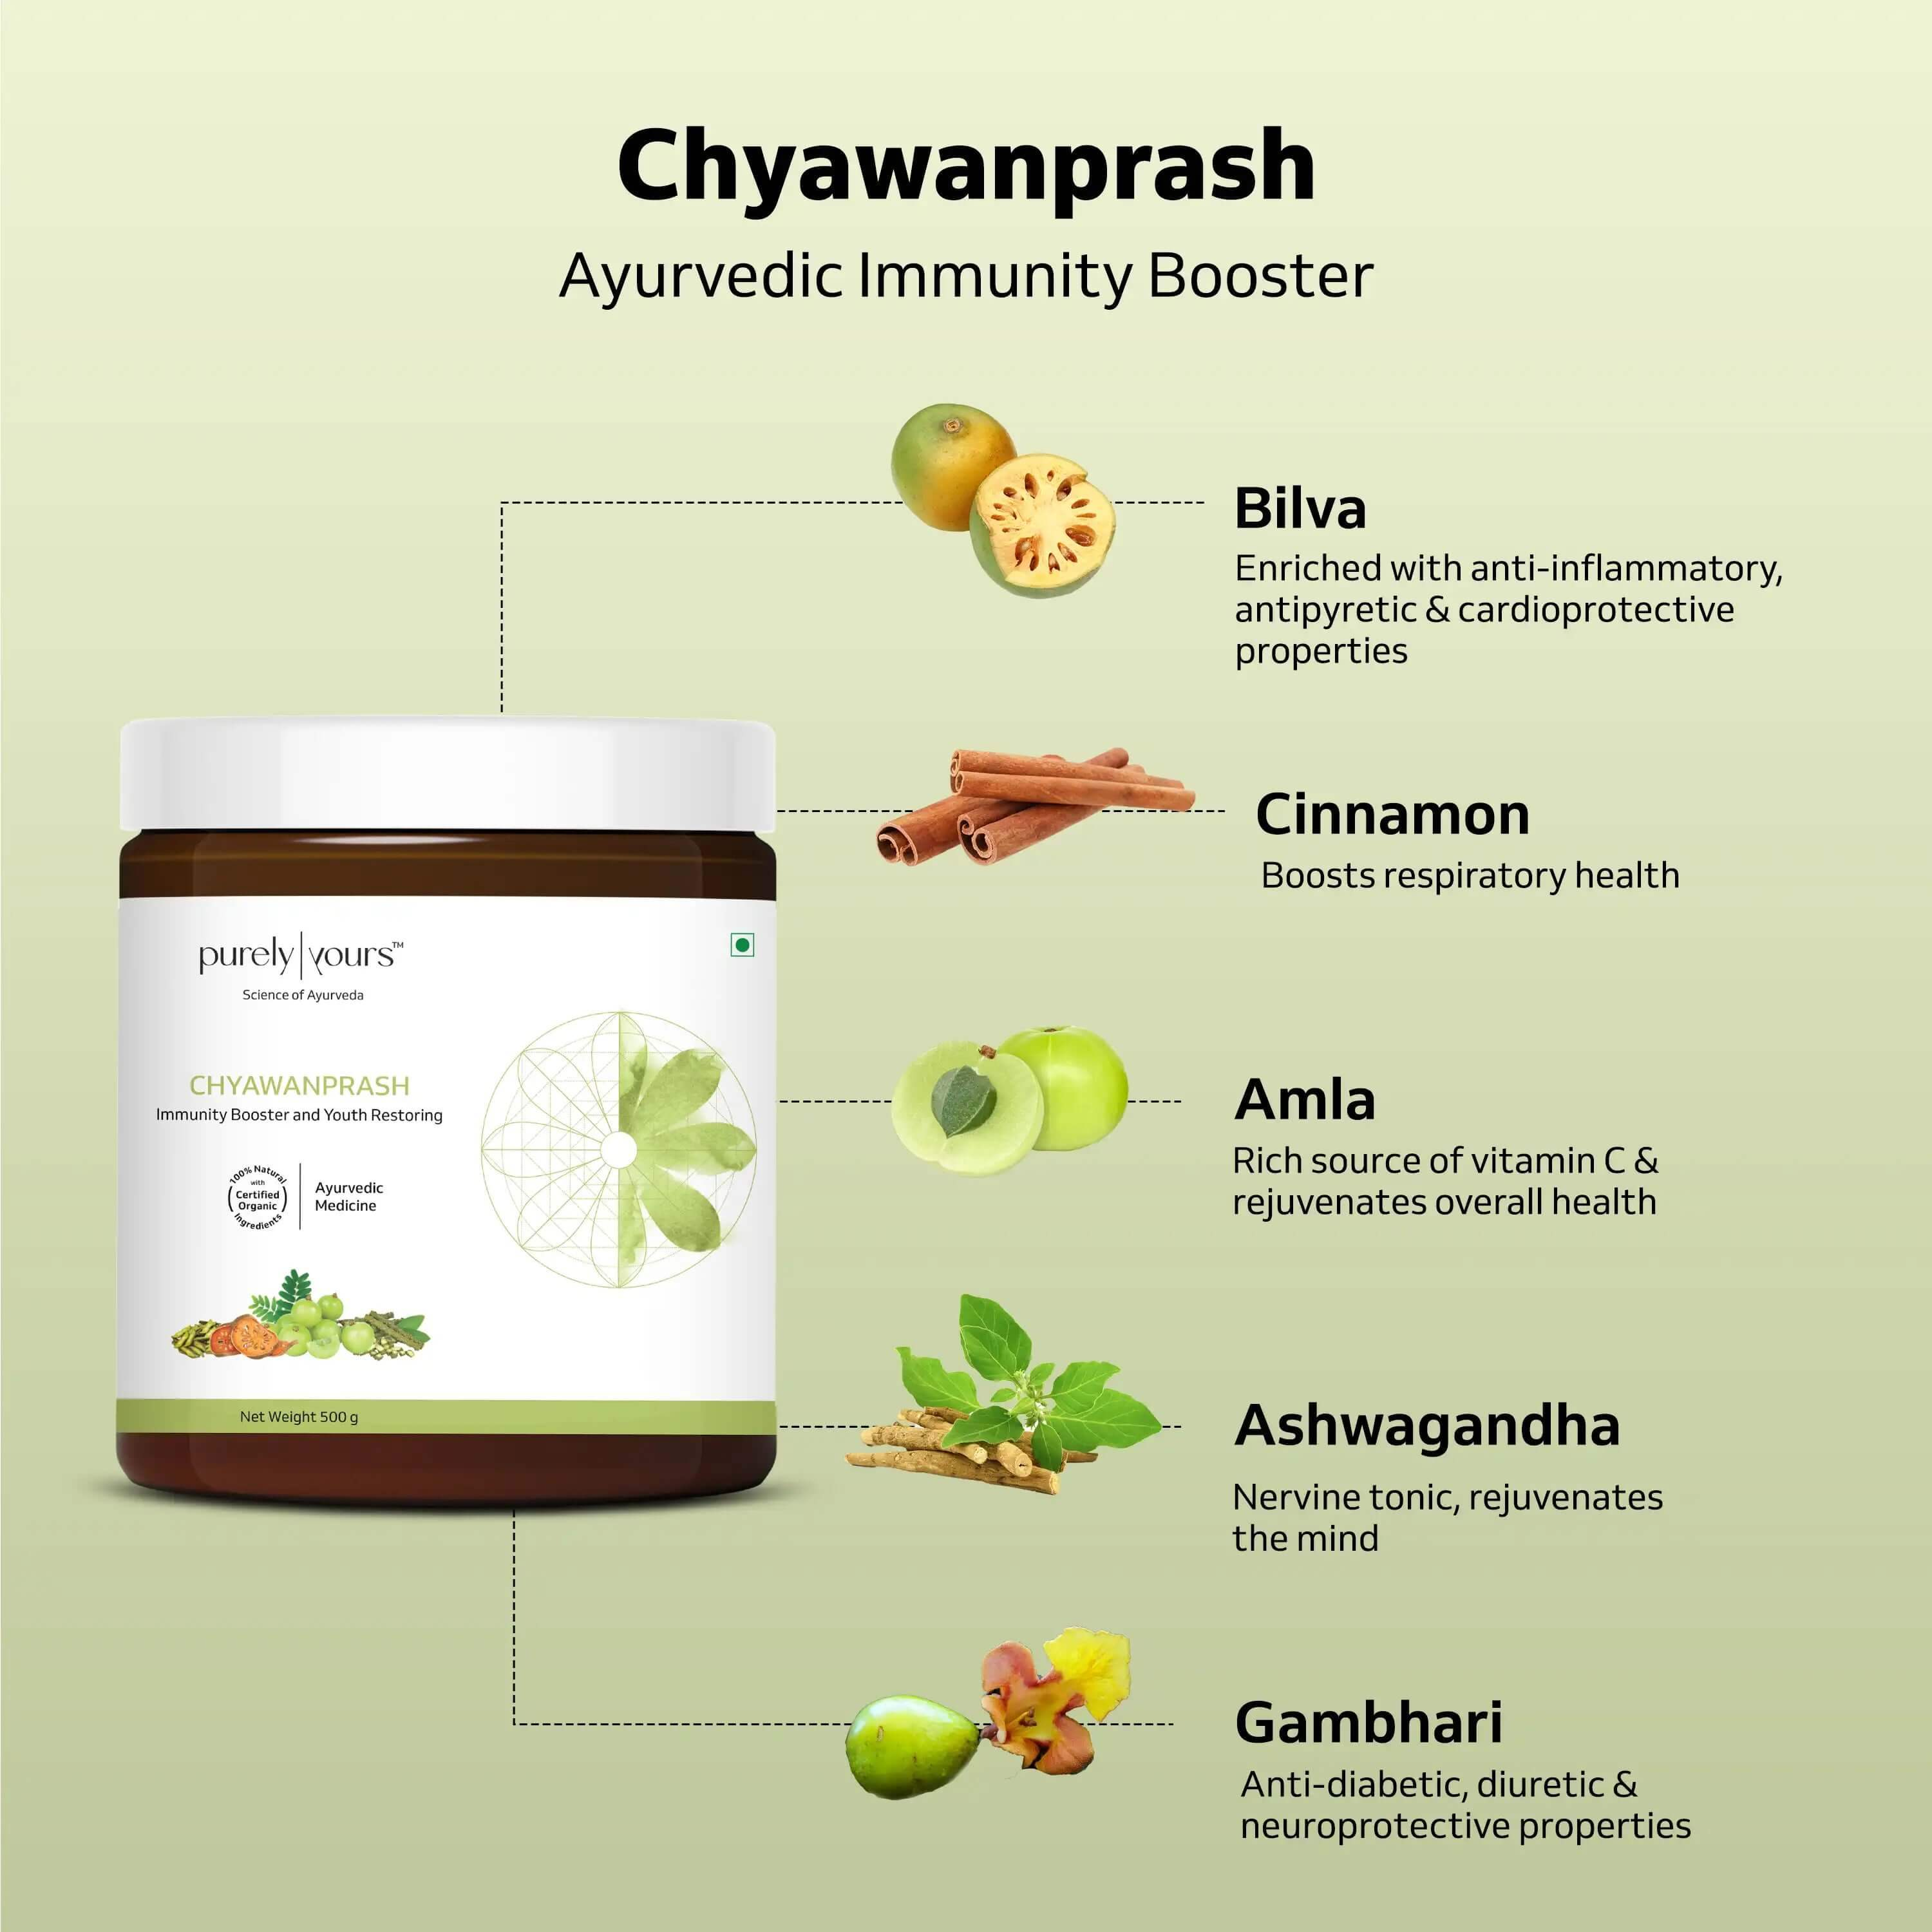 Chyawanprash
Ayurvedic Immunity Booster
Bilva
Enriched with anti-inflammatory,
antipyretic & cardioprotective
properties
Cinnamon
Boosts respiratory health
purely|yours™
Science of Ayurveda
CHYAWANPRASH
Immunity Booster and Youth Restoring
100% Natural
with
Certified
Organic
Ingredients
Ayurvedic
Medicine
Net Weight 500 g
Amla
Rich source of vitamin C &
rejuvenates overall health
Ashwagandha
Nervine tonic, rejuvenates
the mind
Gambhari
Anti-diabetic, diuretic &
neuroprotective properties